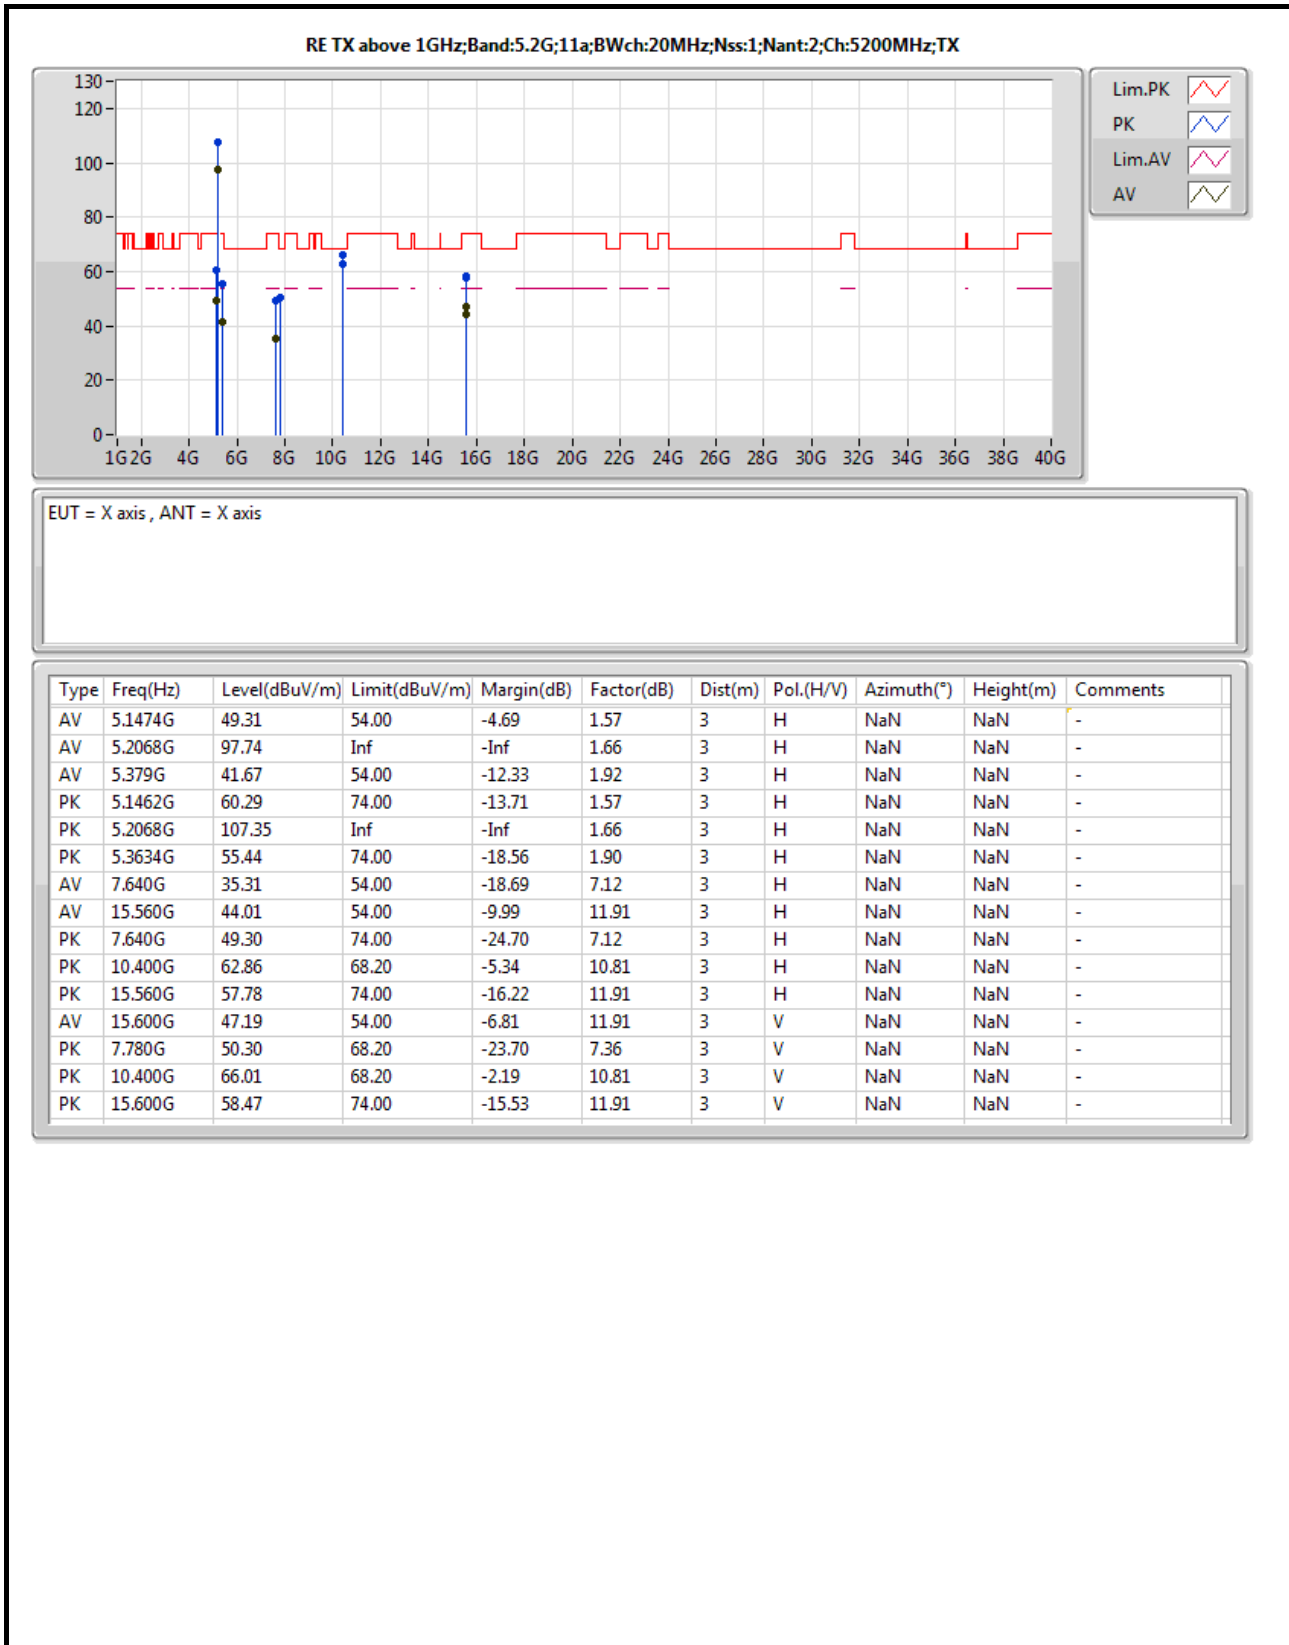 RE TX above 1GHz;Band:5.2G;11a;BWch:20MHz;Nss:1;Nant:2;Ch:5200MHz;TX
130
120
100
80
60
40
20
0
1G 2G 4G 6G 8G 10G 12G 14G 16G 18G 20G 22G 24G 26G 28G 30G 32G 34G 36G 38G 40G
Lim.PK
PK
Lim.AV
AV
EUT = X axis , ANT = X axis
Type Freq(Hz) Level(dBuV/m) Limit(dBuV/m) Margin(dB) Factor(dB) Dist(m) Pol.(H/V) Azimuth(°) Height(m) Comments
AV 5.1474G 49.31 54.00 -4.69 1.57 3 H NaN NaN -
AV 5.2068G 97.74 Inf -Inf 1.66 3 H NaN NaN -
AV 5.379G 41.67 54.00 -12.33 1.92 3 H NaN NaN -
PK 5.1462G 60.29 74.00 -13.71 1.57 3 H NaN NaN -
PK 5.2068G 107.35 Inf -Inf 1.66 3 H NaN NaN -
PK 5.3634G 55.44 74.00 -18.56 1.90 3 H NaN NaN -
AV 7.640G 35.31 54.00 -18.69 7.12 3 H NaN NaN -
AV 15.560G 44.01 54.00 -9.99 11.91 3 H NaN NaN -
PK 7.640G 49.30 74.00 -24.70 7.12 3 H NaN NaN -
PK 10.400G 62.86 68.20 -5.34 10.81 3 H NaN NaN -
PK 15.560G 57.78 74.00 -16.22 11.91 3 H NaN NaN -
AV 15.600G 47.19 54.00 -6.81 11.91 3 V NaN NaN -
PK 7.780G 50.30 68.20 -23.70 7.36 3 V NaN NaN -
PK 10.400G 66.01 68.20 -2.19 10.81 3 V NaN NaN -
PK 15.600G 58.47 74.00 -15.53 11.91 3 V NaN NaN -